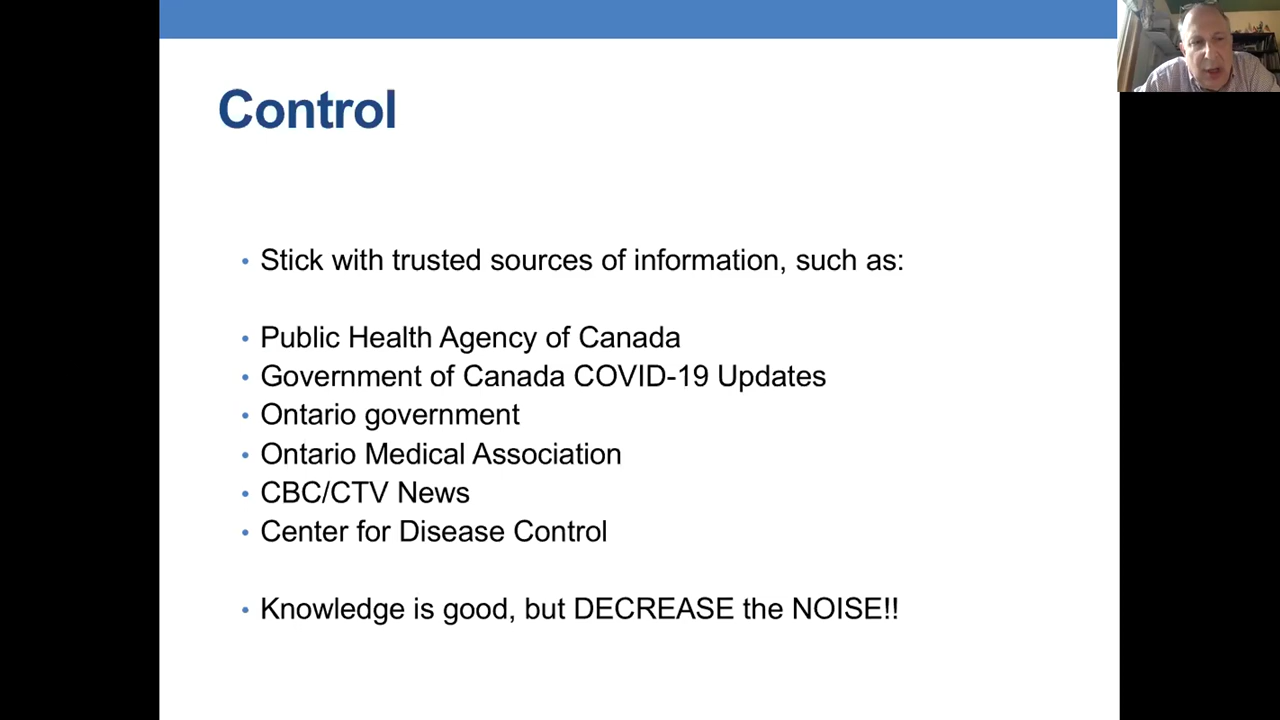 Control
• Stick with trusted sources of information, such as:
• Public Health Agency of Canada
• Government of Canada COVID-19 Updates
• Ontario government
• Ontario Medical Association
• CBC/CTV News
• Center for Disease Control
• Knowledge is good, but DECREASE the NOISE!!